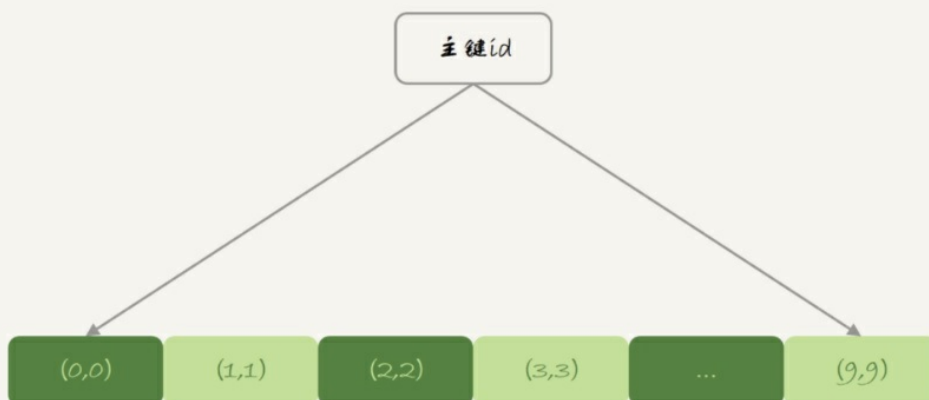 主键id
(0,0) (1,1) (2,2) (3,3) ... (9,9)